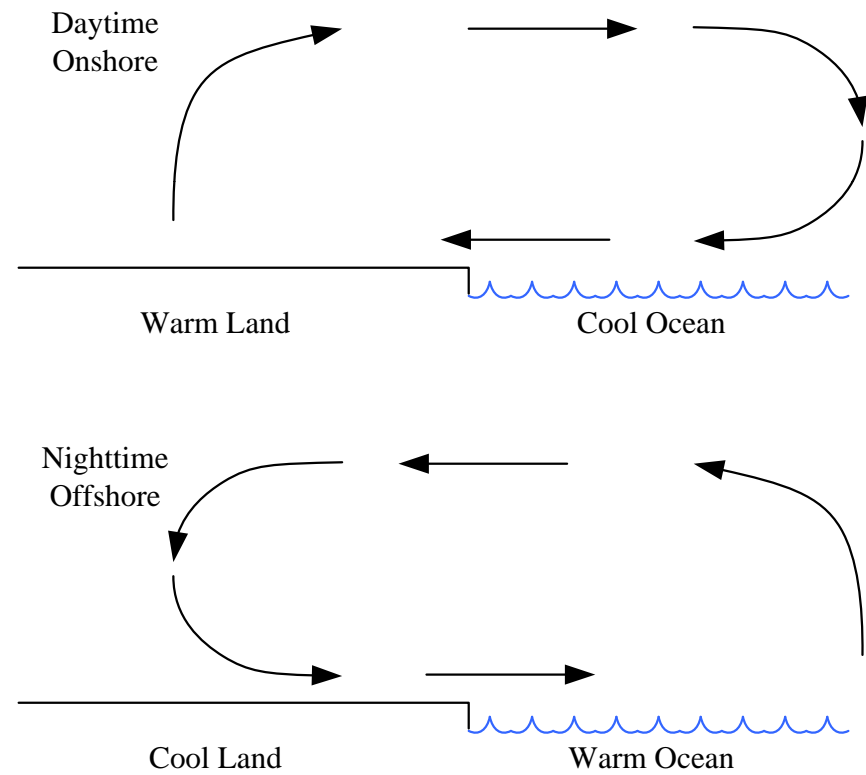 Daytime
Onshore
Warm Land
Cool Ocean
Nighttime
Offshore
Cool Land
Warm Ocean